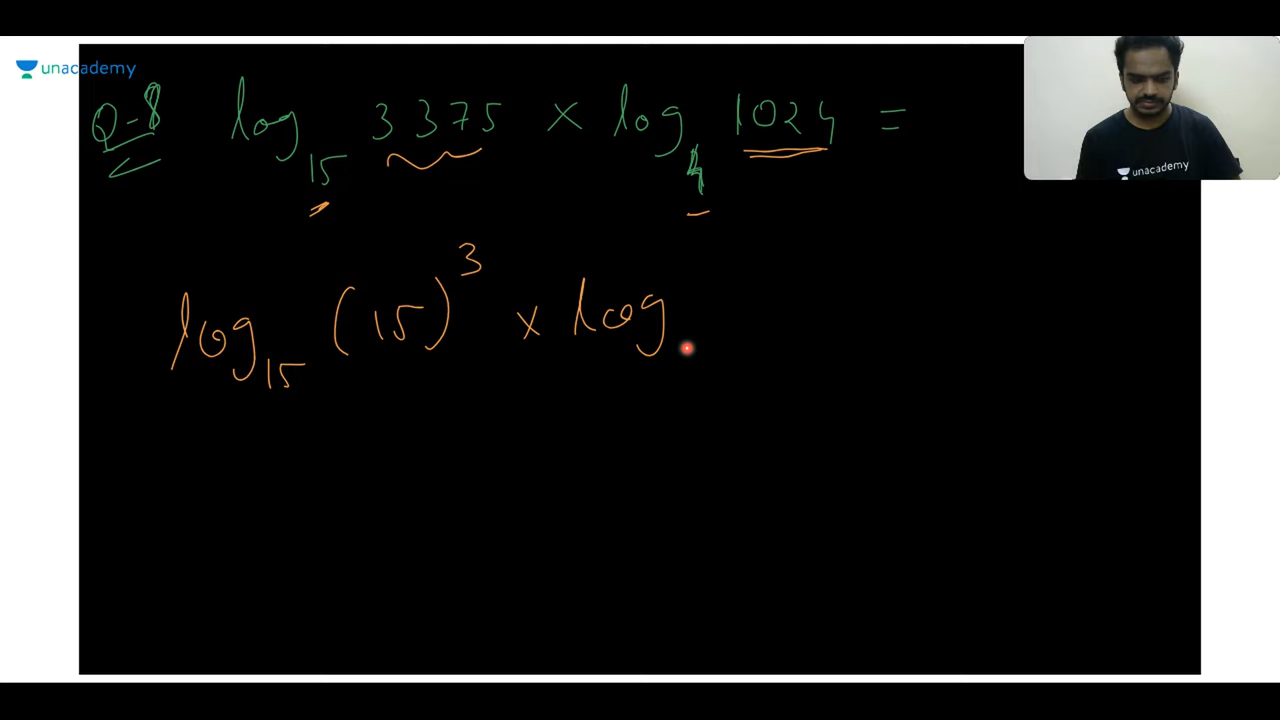 unacademy
Q-8 log₁₅ 3375 × log₄ 1024 =
unacademy
log₁₅ (15)³ × log